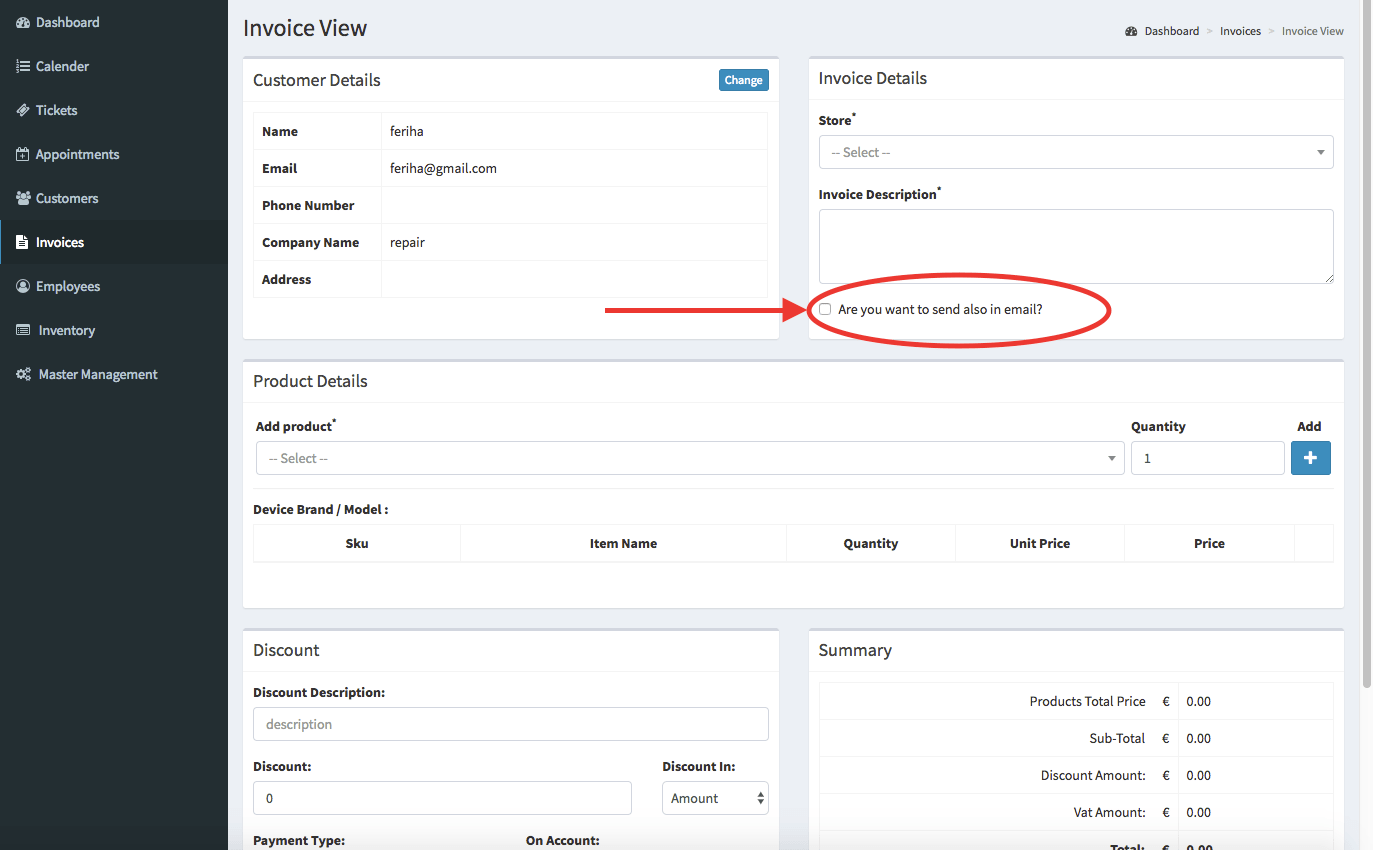 Dashboard
Calender
Tickets
Appointments
Customers
Invoices
Employees
Inventory
Master Management
Invoice View
Dashboard > Invoices > Invoice View
Customer Details
Change
Name feriha
Email feriha@gmail.com
Phone Number
Company Name repair
Address
Invoice Details
Store*
-- Select --
Invoice Description*
Are you want to send also in email?
Product Details
Add product* Quantity Add
-- Select -- 1 +
Device Brand / Model :
Sku Item Name Quantity Unit Price Price
Discount
Discount Description:
description
Discount: Discount In:
0 Amount
Payment Type: On Account:
Summary
Products Total Price € 0.00
Sub-Total € 0.00
Discount Amount: € 0.00
Vat Amount: € 0.00
Total: € 0.00